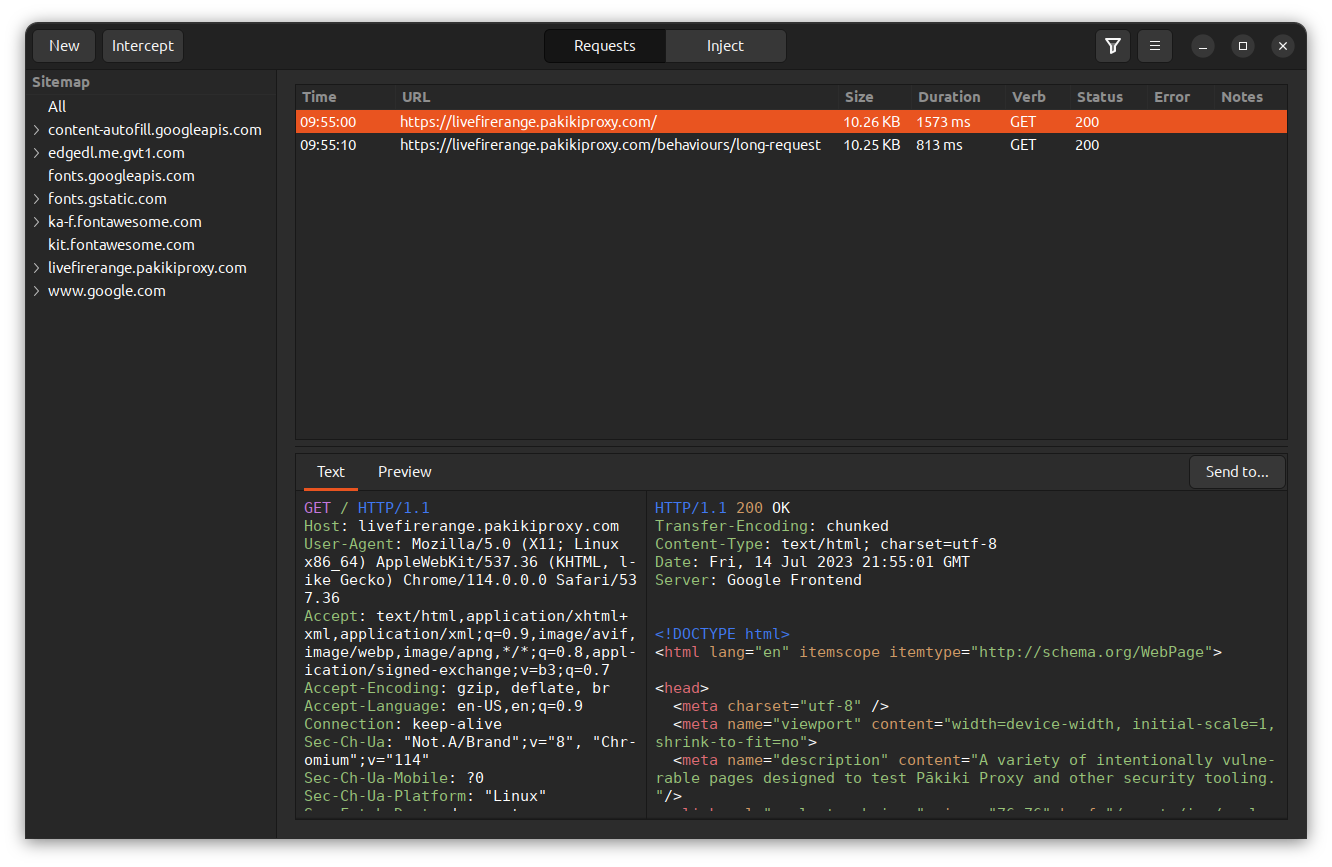 New Intercept Requests Inject
Sitemap
All
content-autofill.googleapis.com
edgedl.me.gvt1.com
fonts.googleapis.com
fonts.gstatic.com
ka-f.fontawesome.com
kit.fontawesome.com
livefirerange.pakikiproxy.com
www.google.com
Time URL Size Duration Verb Status Error Notes
09:55:00 https://livefirerange.pakikiproxy.com/ 10.26 KB 1573 ms GET 200
09:55:10 https://livefirerange.pakikiproxy.com/behaviours/long-request 10.25 KB 813 ms GET 200
Text Preview Send to...
GET / HTTP/1.1
Host: livefirerange.pakikiproxy.com
User-Agent: Mozilla/5.0 (X11; Linux
x86_64) AppleWebKit/537.36 (KHTML, l-
ike Gecko) Chrome/114.0.0.0 Safari/53
7.36
Accept: text/html,application/xhtml+
xml,application/xml;q=0.9,image/avif,
image/webp,image/apng,*/*;q=0.8,appl-
ication/signed-exchange;v=b3;q=0.7
Accept-Encoding: gzip, deflate, br
Accept-Language: en-US,en;q=0.9
Connection: keep-alive
Sec-Ch-Ua: "Not.A/Brand";v="8", "Chr-
omium";v="114"
Sec-Ch-Ua-Mobile: ?0
Sec-Ch-Ua-Platform: "Linux"
HTTP/1.1 200 OK
Transfer-Encoding: chunked
Content-Type: text/html; charset=utf-8
Date: Fri, 14 Jul 2023 21:55:01 GMT
Server: Google Frontend
<!DOCTYPE html>
<html lang="en" itemscope itemtype="http://schema.org/WebPage">
<head>
<meta charset="utf-8" />
<meta name="viewport" content="width=device-width, initial-scale=1,
shrink-to-fit=no">
<meta name="description" content="A variety of intentionally vulne-
rable pages designed to test Pākiki Proxy and other security tooling.
"/>